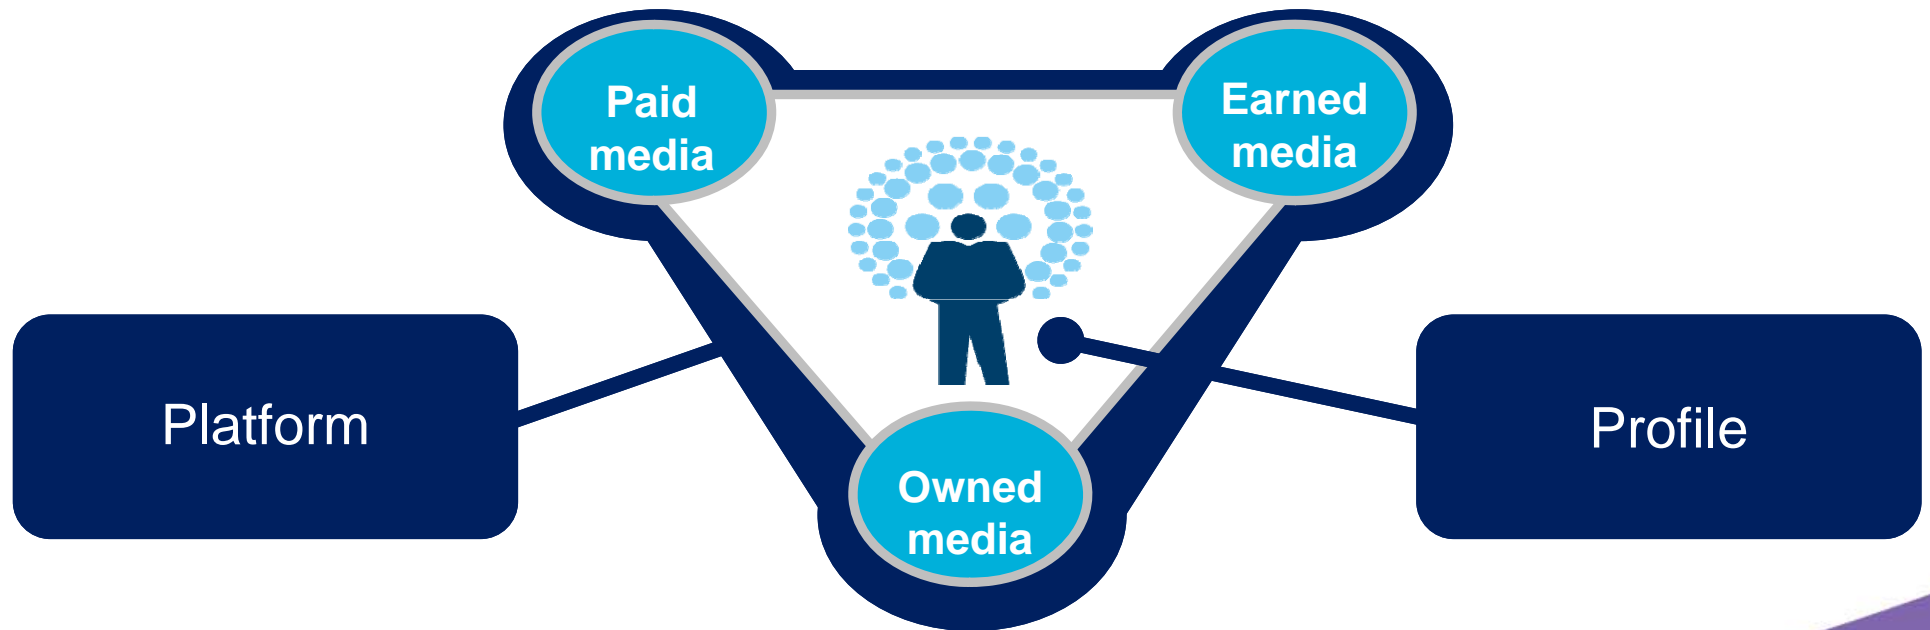 Paid
media
Earned
media
Platform
Profile
Owned
media